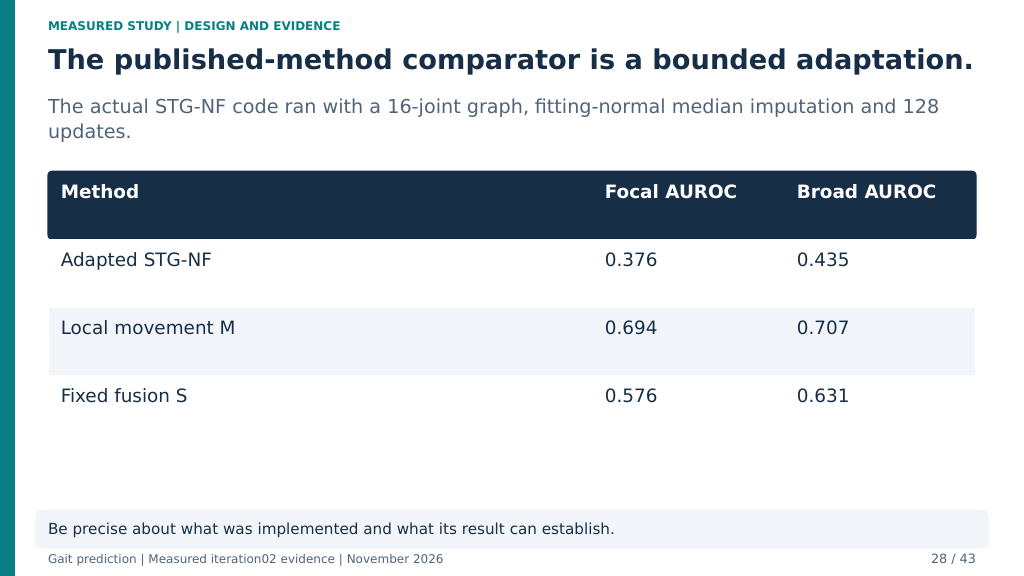 MEASURED STUDY | DESIGN AND EVIDENCE
The published-method comparator is a bounded adaptation.
The actual STG-NF code ran with a 16-joint graph, fitting-normal median imputation and 128
updates.
Method Focal AUROC Broad AUROC
Adapted STG-NF 0.376 0.435
Local movement M 0.694 0.707
Fixed fusion S 0.576 0.631
Be precise about what was implemented and what its result can establish.
Gait prediction | Measured iteration02 evidence | November 2026 28 / 43